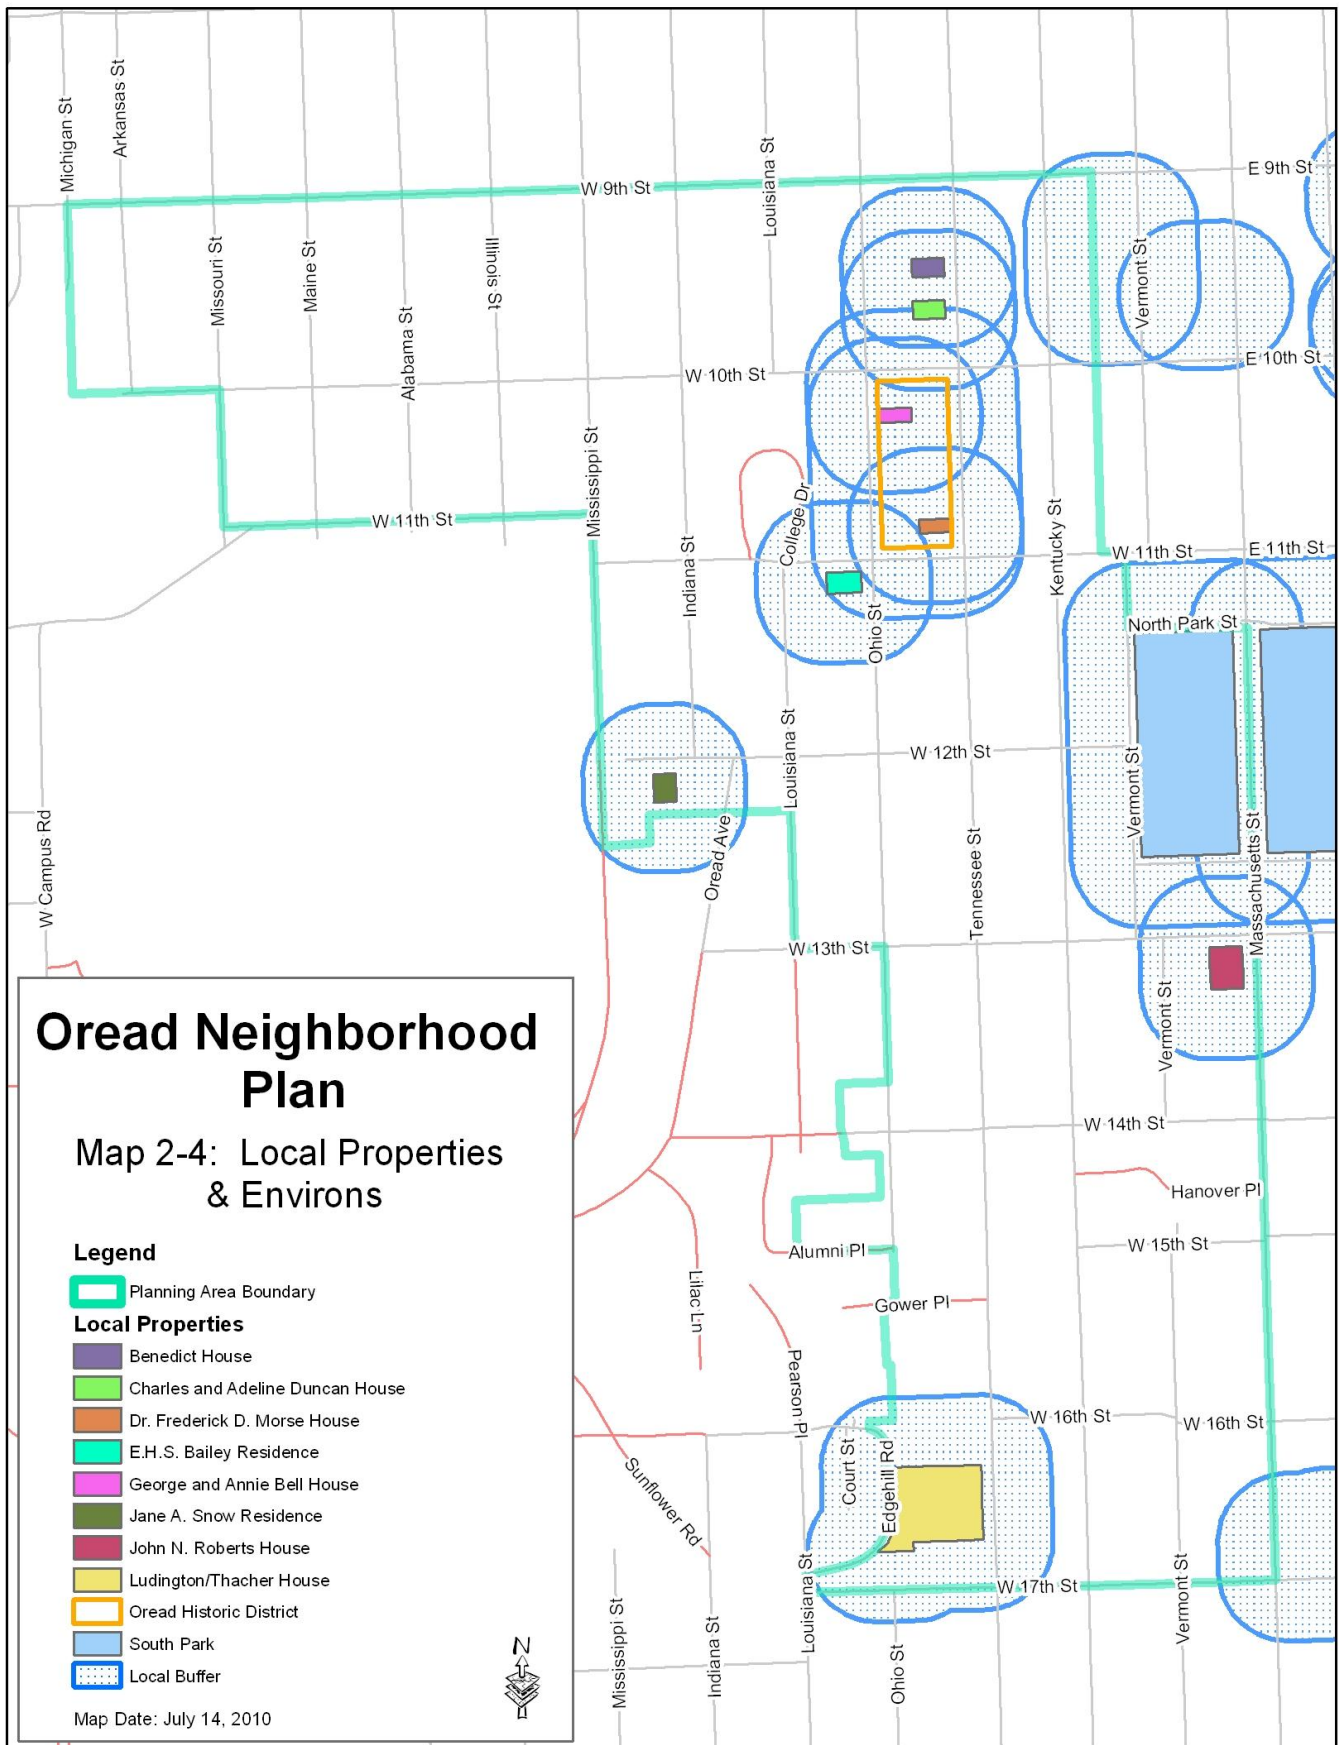 Michigan St
Arkansas St
Louisiana St
E 9th St
W 9th St
Missouri St
Maine St
Illinois St
Alabama St
Vermont St
W 10th St
E 10th St
Mississippi St
College Dr
Kentucky St
W 11th St
W 11th St
E 11th St
Indiana St
Ohio St
North Park St
Louisiana St
W 12th St
Vermont St
W Campus Rd
Oread Ave
Tennessee St
Massachusetts St
W 13th St
Vermont St
W 14th St
Hanover Pl
W 15th St
Alumni Pl
Lilac Ln
Gower Pl
Pearson Pl
W 16th St
W 16th St
Court St
Edgehill Rd
Sunflower Rd
Louisiana St
W 17th St
Vermont St
Mississippi St
Indiana St
Ohio St
Oread Neighborhood
Plan
Map 2-4: Local Properties
& Environs
Legend
Planning Area Boundary
Local Properties
Benedict House
Charles and Adeline Duncan House
Dr. Frederick D. Morse House
E.H.S. Bailey Residence
George and Annie Bell House
Jane A. Snow Residence
John N. Roberts House
Ludington/Thacher House
Oread Historic District
South Park
Local Buffer
N
Map Date: July 14, 2010